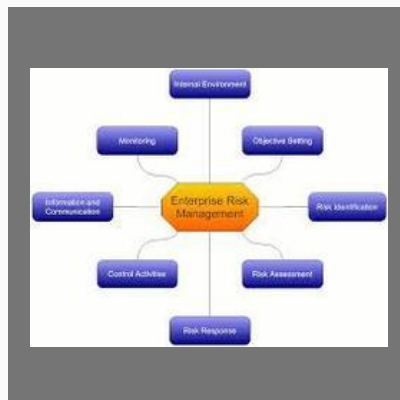 Internal Environment
Monitoring
Objective Setting
Enterprise Risk
Management
Information and
Communication
Risk Identification
Control Activities
Risk Assessment
Risk Response